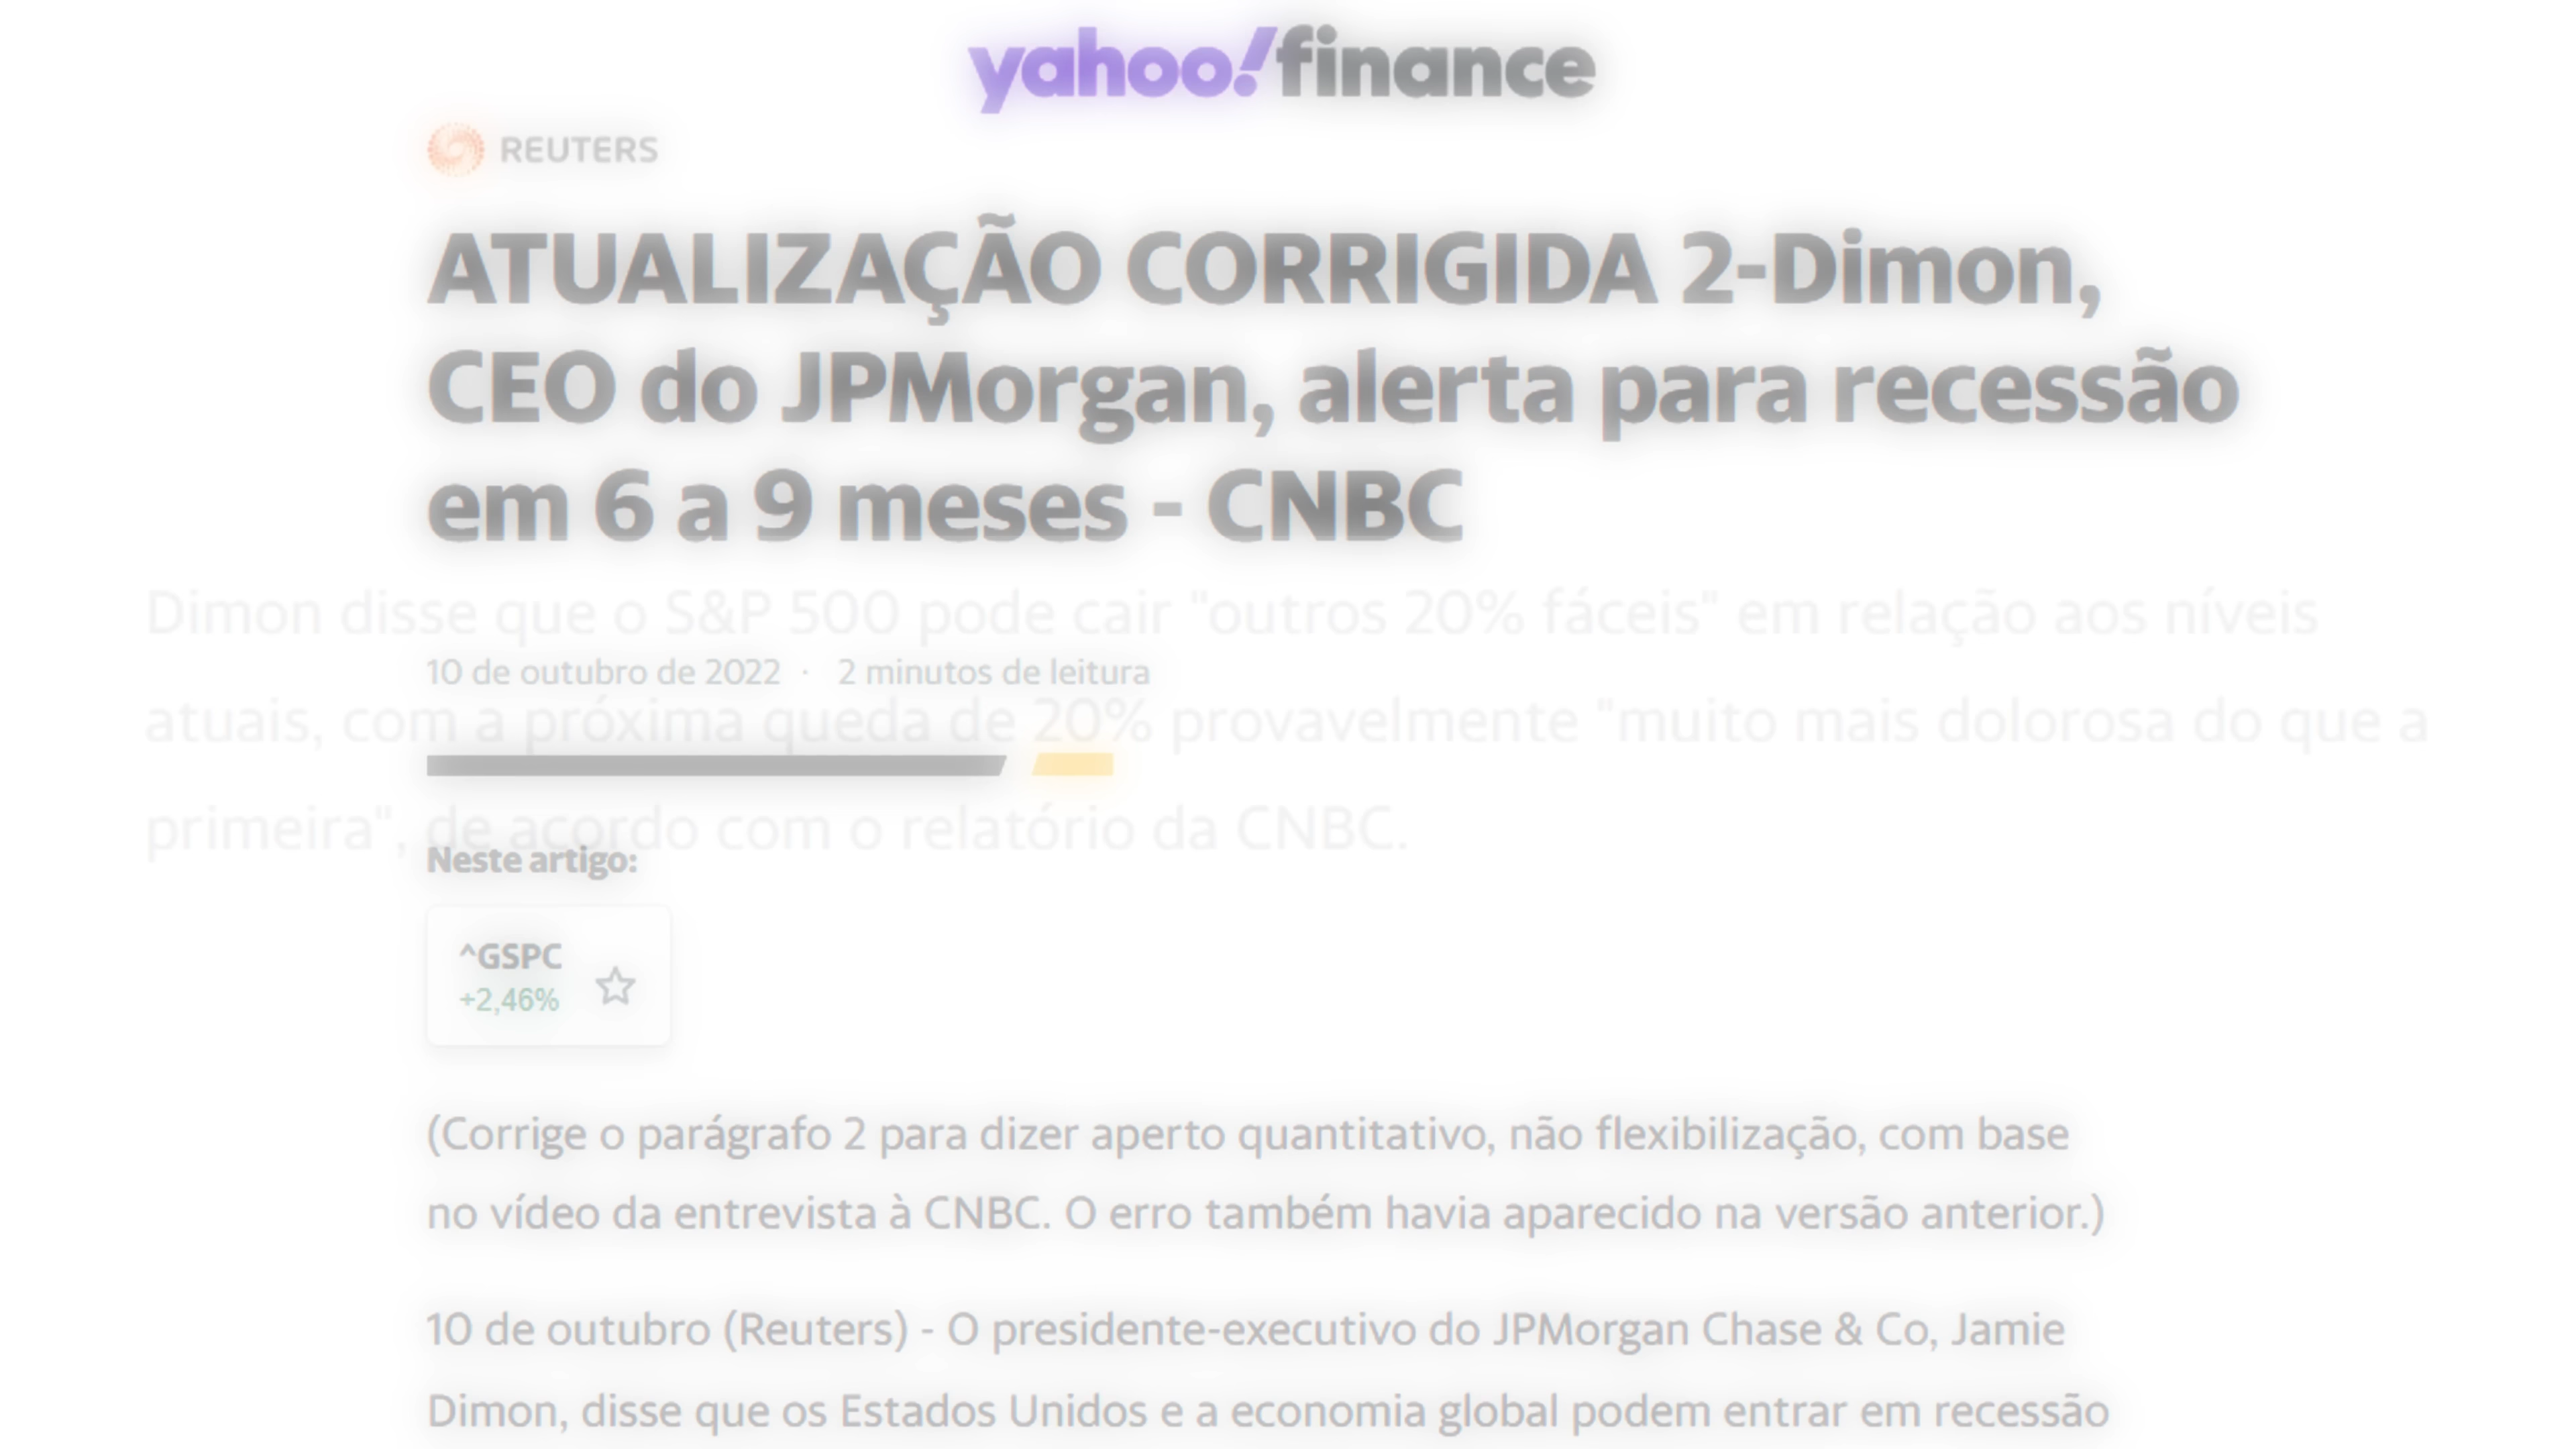 yahoo!finance
REUTERS
ATUALIZAÇÃO CORRIGIDA 2-Dimon,
CEO do JPMorgan, alerta para recessão
em 6 a 9 meses - CNBC
Dimon disse que o S&P 500 pode cair "outros 20% fáceis" em relação aos níveis
10 de outubro de 2022 · 2 minutos de leitura
atuais, com a próxima queda de 20% provavelmente "muito mais dolorosa do que a
primeira", de acordo com o relatório da CNBC.
Neste artigo:
^GSPC
+2,46%
(Corrige o parágrafo 2 para dizer aperto quantitativo, não flexibilização, com base
no vídeo da entrevista à CNBC. O erro também havia aparecido na versão anterior.)
10 de outubro (Reuters) - O presidente-executivo do JPMorgan Chase & Co, Jamie
Dimon, disse que os Estados Unidos e a economia global podem entrar em recessão